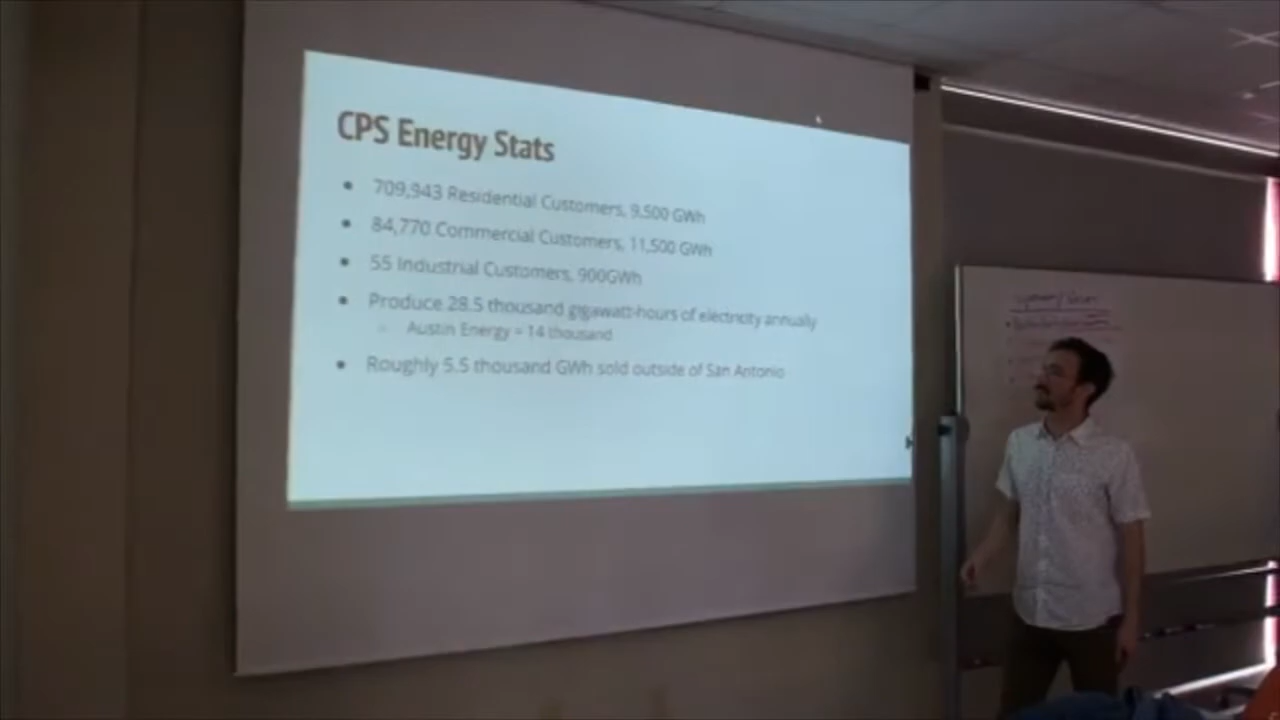 CPS Energy Stats
709,943 Residential Customers, 9,500 GWh
84,770 Commercial Customers, 11,500 GWh
55 Industrial Customers, 900GWh
Produce 28.5 thousand gigawatt-hours of electricity annually
Austin Energy = 14 thousand
Roughly 5.5 thousand GWh sold outside of San Antonio